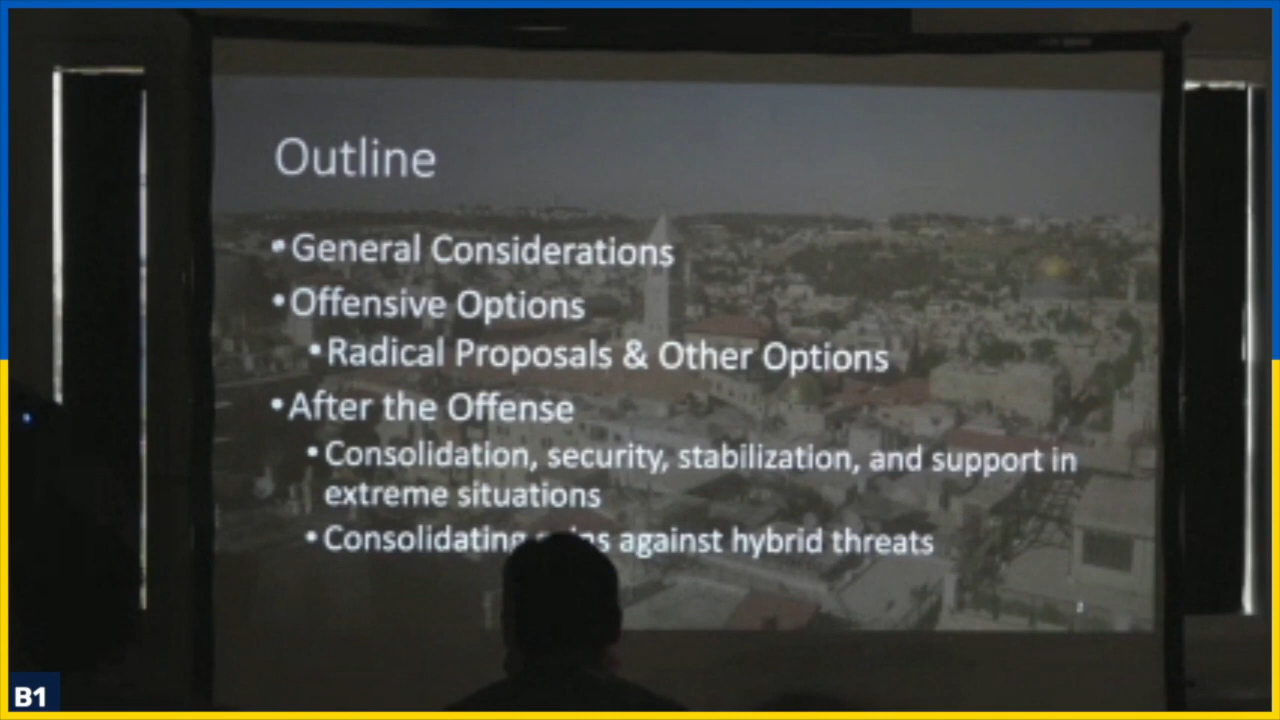 Outline
• General Considerations
• Offensive Options
• Radical Proposals & Other Options
• After the Offense
• Consolidation, security, stabilization, and support in
extreme situations
• Consolidating against hybrid threats
B1